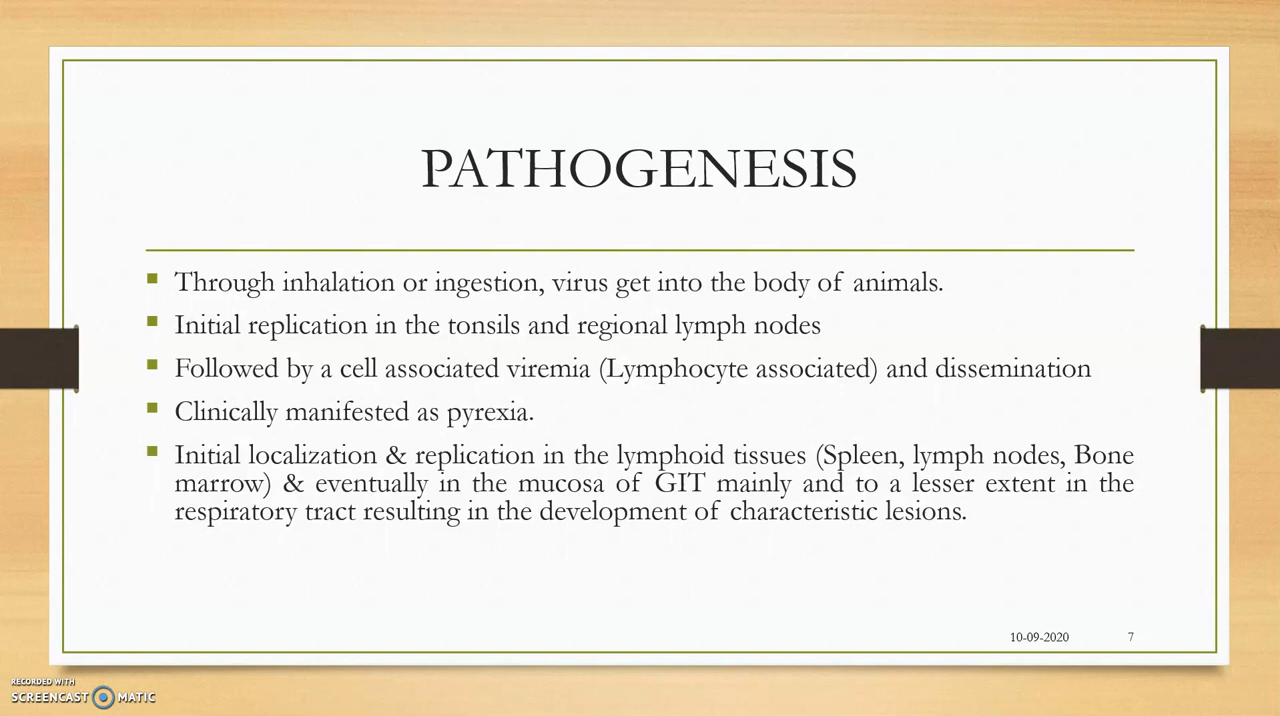 PATHOGENESIS
▪ Through inhalation or ingestion, virus get into the body of animals.
▪ Initial replication in the tonsils and regional lymph nodes
▪ Followed by a cell associated viremia (Lymphocyte associated) and dissemination
▪ Clinically manifested as pyrexia.
▪ Initial localization & replication in the lymphoid tissues (Spleen, lymph nodes, Bone
marrow) & eventually in the mucosa of GIT mainly and to a lesser extent in the
respiratory tract resulting in the development of characteristic lesions.
10-09-2020 7
RECORDED WITH
SCREENCAST MATIC